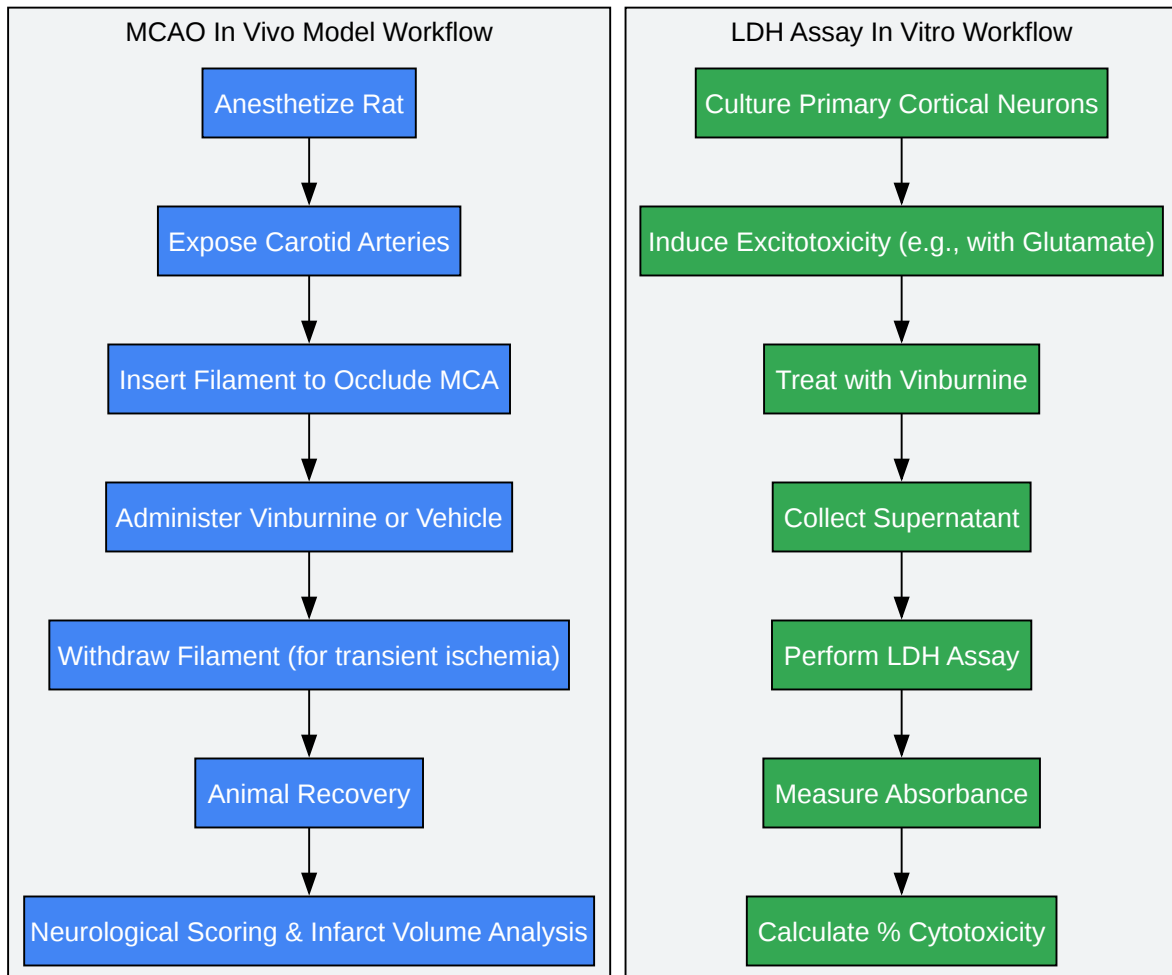 MCAO In Vivo Model Workflow
Anesthetize Rat
Expose Carotid Arteries
Insert Filament to Occlude MCA
Administer Vinburnine or Vehicle
Withdraw Filament (for transient ischemia)
Animal Recovery
Neurological Scoring & Infarct Volume Analysis
LDH Assay In Vitro Workflow
Culture Primary Cortical Neurons
Induce Excitotoxicity (e.g., with Glutamate)
Treat with Vinburnine
Collect Supernatant
Perform LDH Assay
Measure Absorbance
Calculate % Cytotoxicity